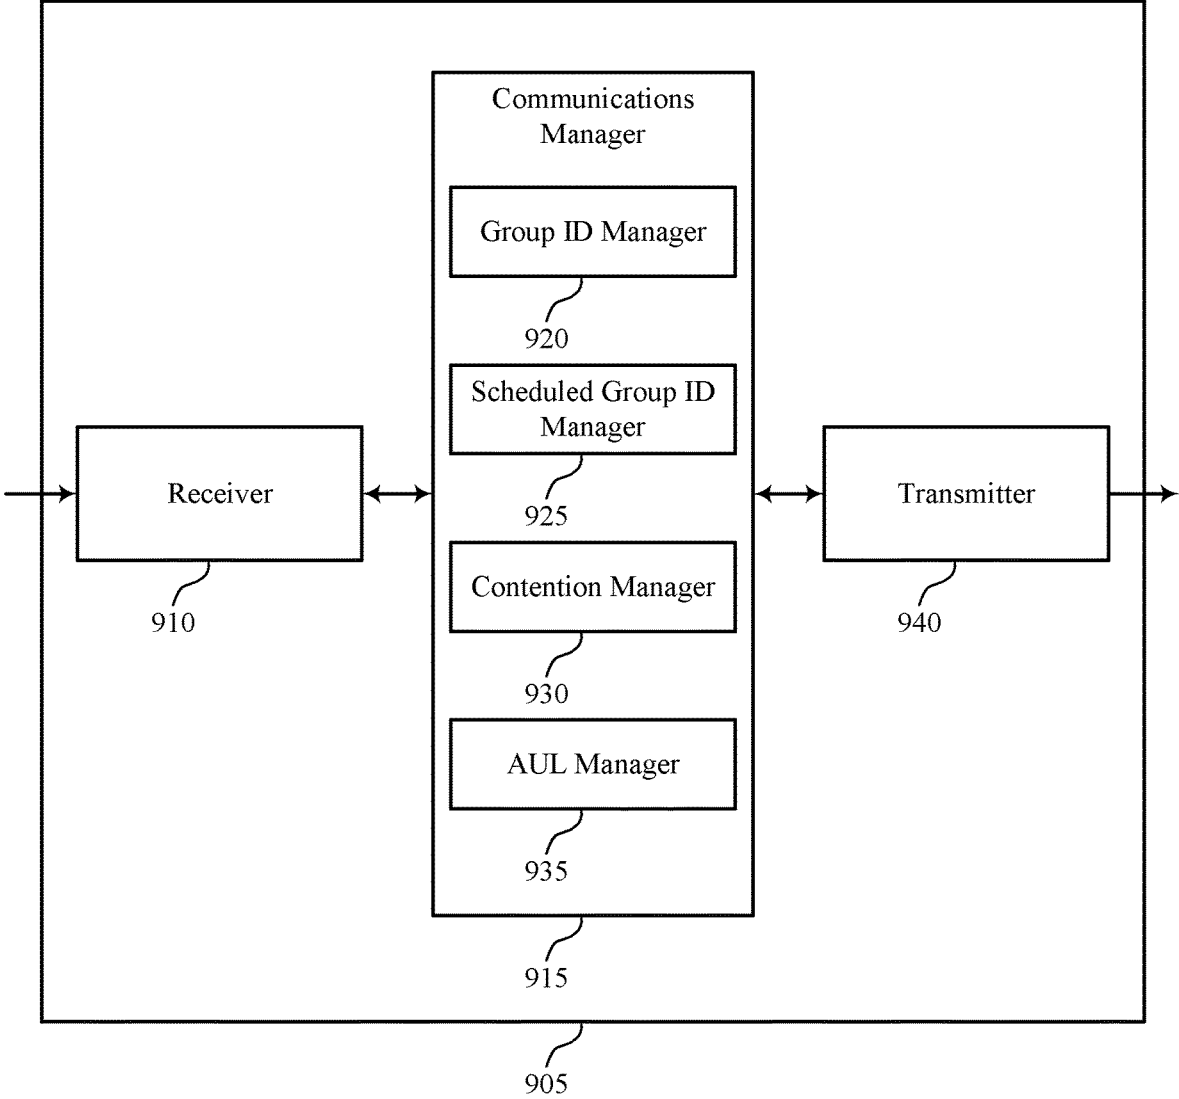 Communications
Manager
Group ID Manager
920
Scheduled Group ID
Manager
925
Receiver
910
Transmitter
940
Contention Manager
930
AUL Manager
935
915
905